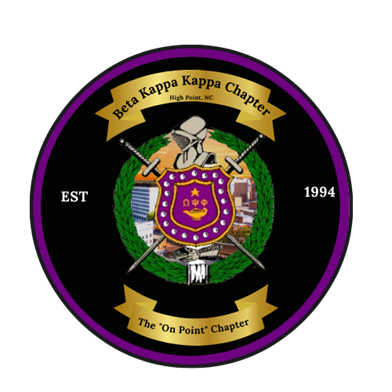 Beta Kappa Kappa Chapter
High Point, NC
EST
1994
ΩΨΦ
The "On Point" Chapter